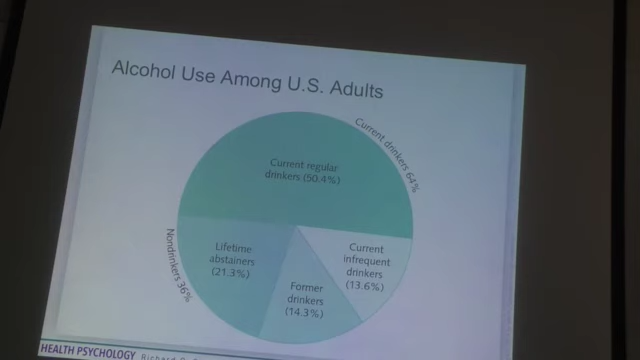 Alcohol Use Among U.S. Adults
Current drinkers 64%
Current regular
drinkers (50.4%)
Nondrinkers 36%
Lifetime
abstainers
(21.3%)
Current
infrequent
drinkers
(13.6%)
Former
drinkers
(14.3%)
HEALTH PSYCHOLOGY Richard